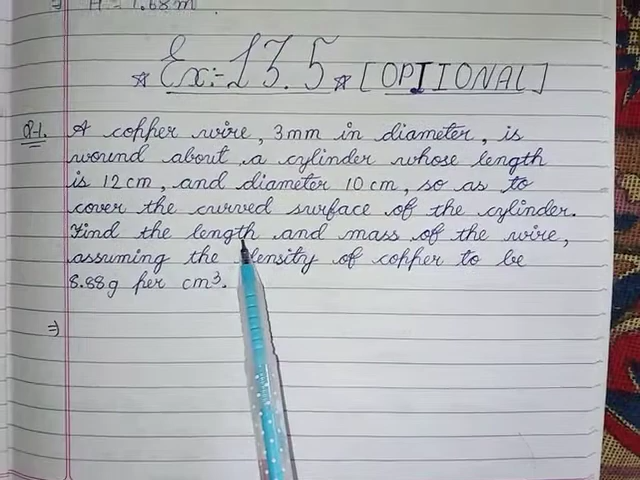 ⇒ H = 1.68m
☆ Ex:- 13.5 ☆ [OPTIONAL]
Q-1. A copper wire, 3mm in diameter, is
wound about a cylinder whose length
is 12cm, and diameter 10cm, so as to
cover the curved surface of the cylinder.
Find the length and mass of the wire,
assuming the density of copper to be
8.88g per cm³.
⇒